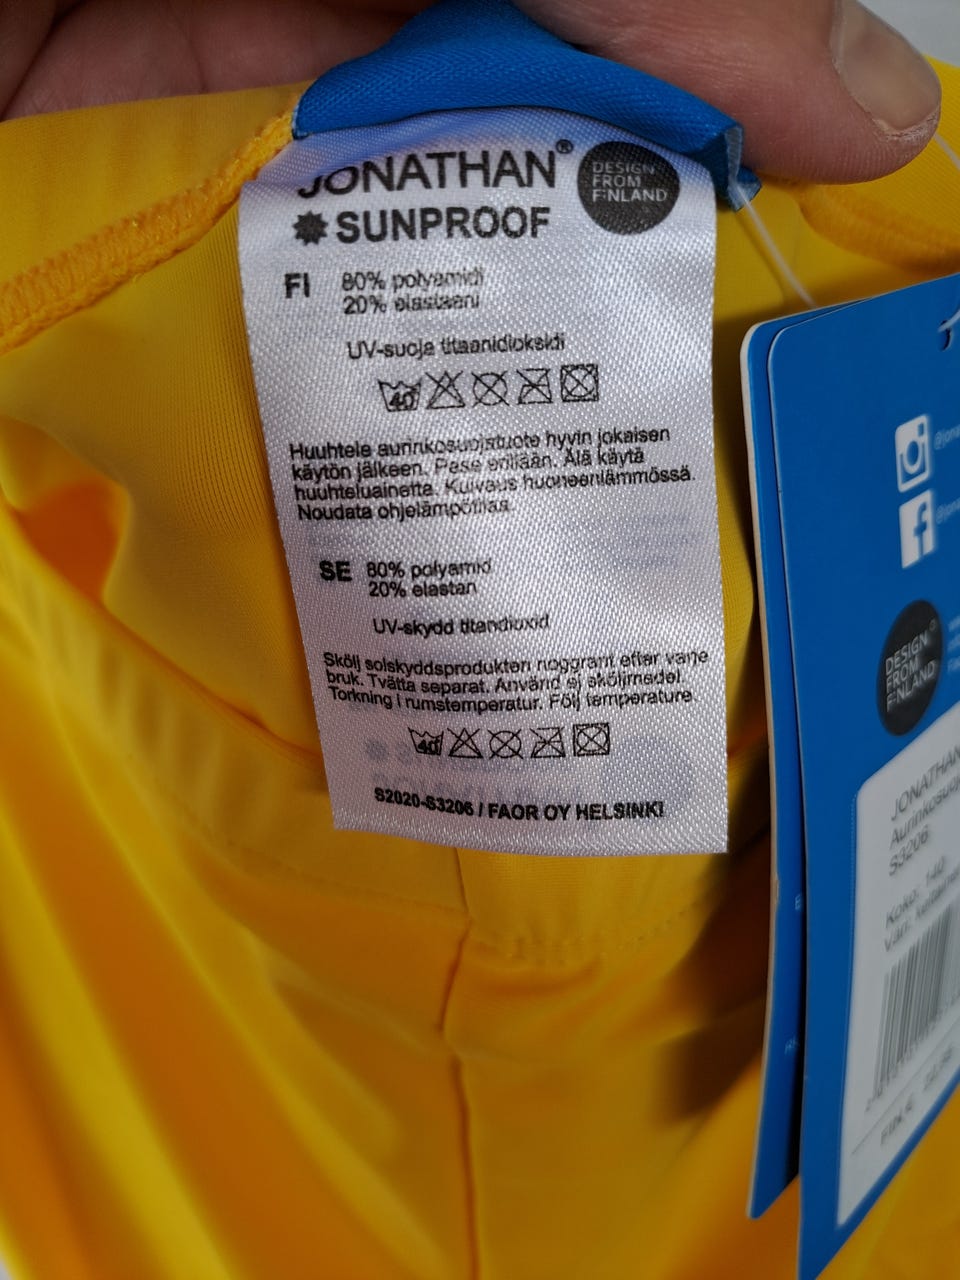 JONATHAN®
SUNPROOF
DESIGN
FROM
FINLAND
FI 80% polyamidi
20% elastaani
UV-suoja titaanidioksidi
40
Huuhtele aurinkosuojatuote hyvin jokaisen
käytön jälkeen. Pese erillään. Älä käytä
huuhteluainetta. Kuivaus huoneenlämmössä.
Noudata ohjelämpötilaa.
SE 80% polyamid
20% elastan
UV-skydd titandioxid
Skölj solskyddsprodukten noggrant efter varje
bruk. Tvätta separat. Använd ej sköljmedel.
Torkning i rumstemperatur. Följ temperature.
40
S2020-S3206 / FAOR OY HELSINKI
DESIGN
FROM
FINLAND
JONATHAN
S3206
Koko: 140